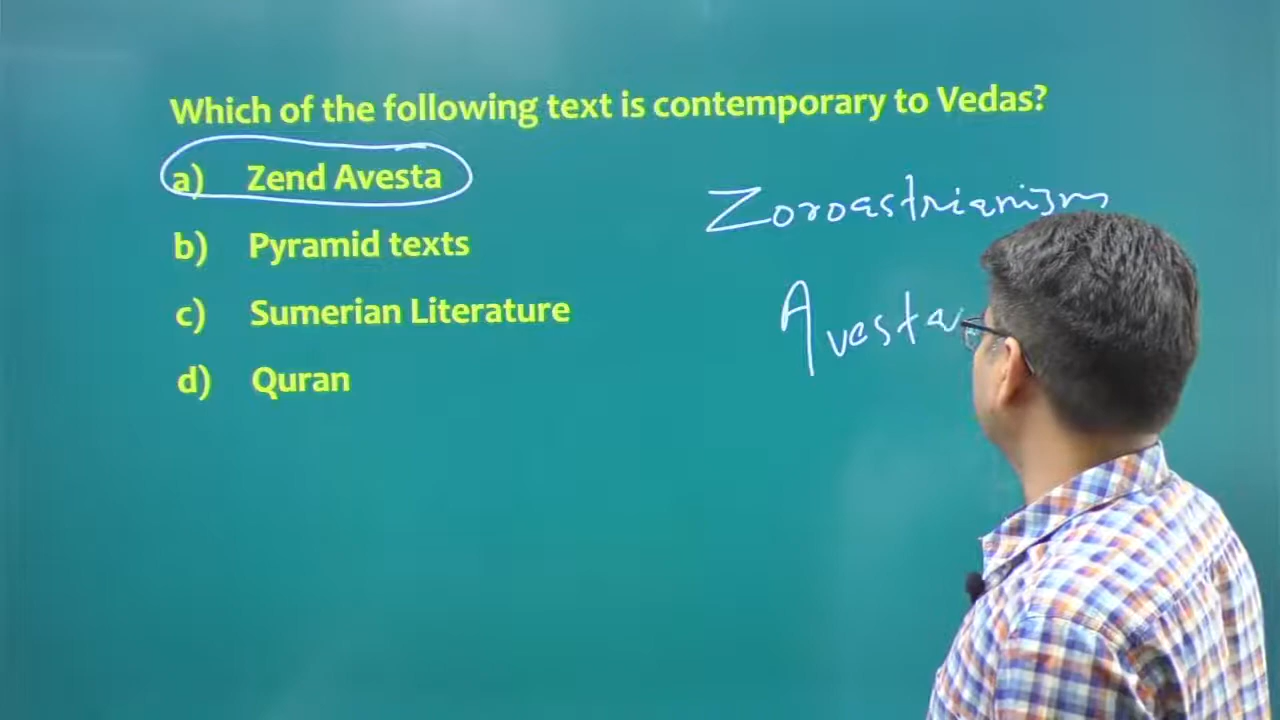 Which of the following text is contemporary to Vedas?
a) Zend Avesta
b) Pyramid texts
c) Sumerian Literature
d) Quran
Zoroastrianism
Avesta